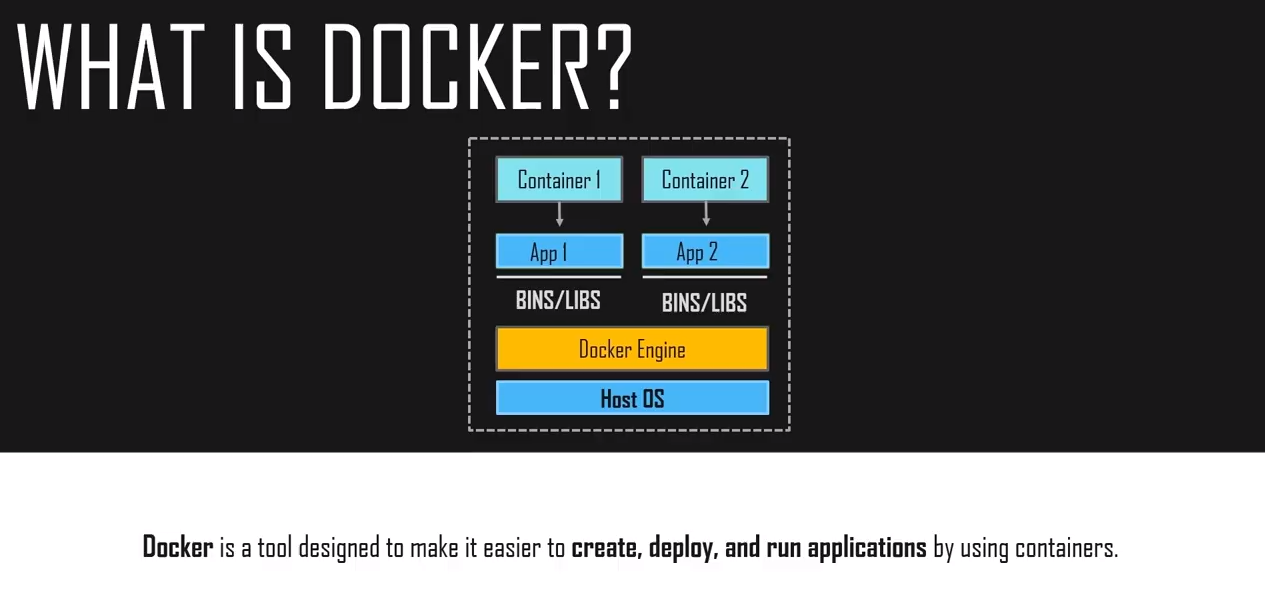 WHAT IS DOCKER?
Container 1
Container 2
App 1
App 2
BINS/LIBS
BINS/LIBS
Docker Engine
Host OS
Docker is a tool designed to make it easier to create, deploy, and run applications by using containers.